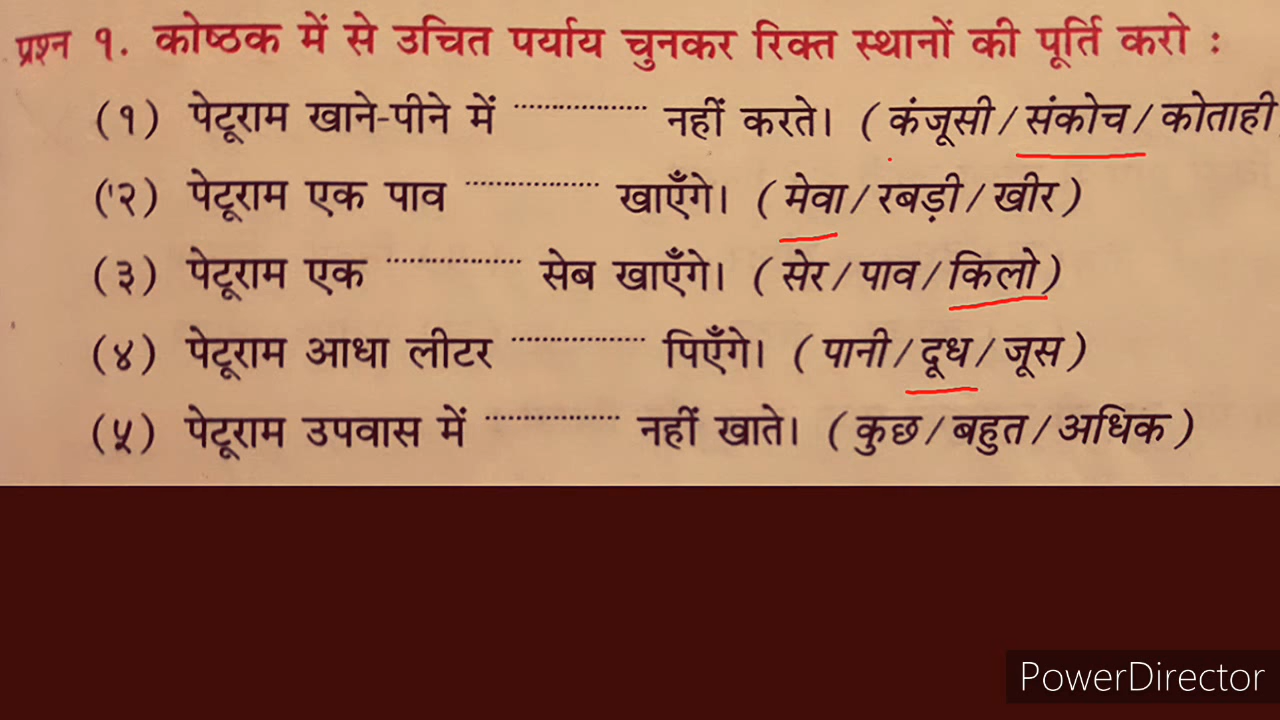 प्रश्न १. कोष्ठक में से उचित पर्याय चुनकर रिक्त स्थानों की पूर्ति करो :
(१) पेटूराम खाने-पीने में ................ नहीं करते। (कंजूसी/संकोच/कोताही
('२) पेटूराम एक पाव ................ खाएँगे। (मेवा/रबड़ी/खीर)
(३) पेटूराम एक ................ सेब खाएँगे। (सेर/पाव/किलो)
(४) पेटूराम आधा लीटर ................ पिएँगे। (पानी/दूध/जूस)
(५) पेटूराम उपवास में ................ नहीं खाते। (कुछ/बहुत/अधिक)
PowerDirector